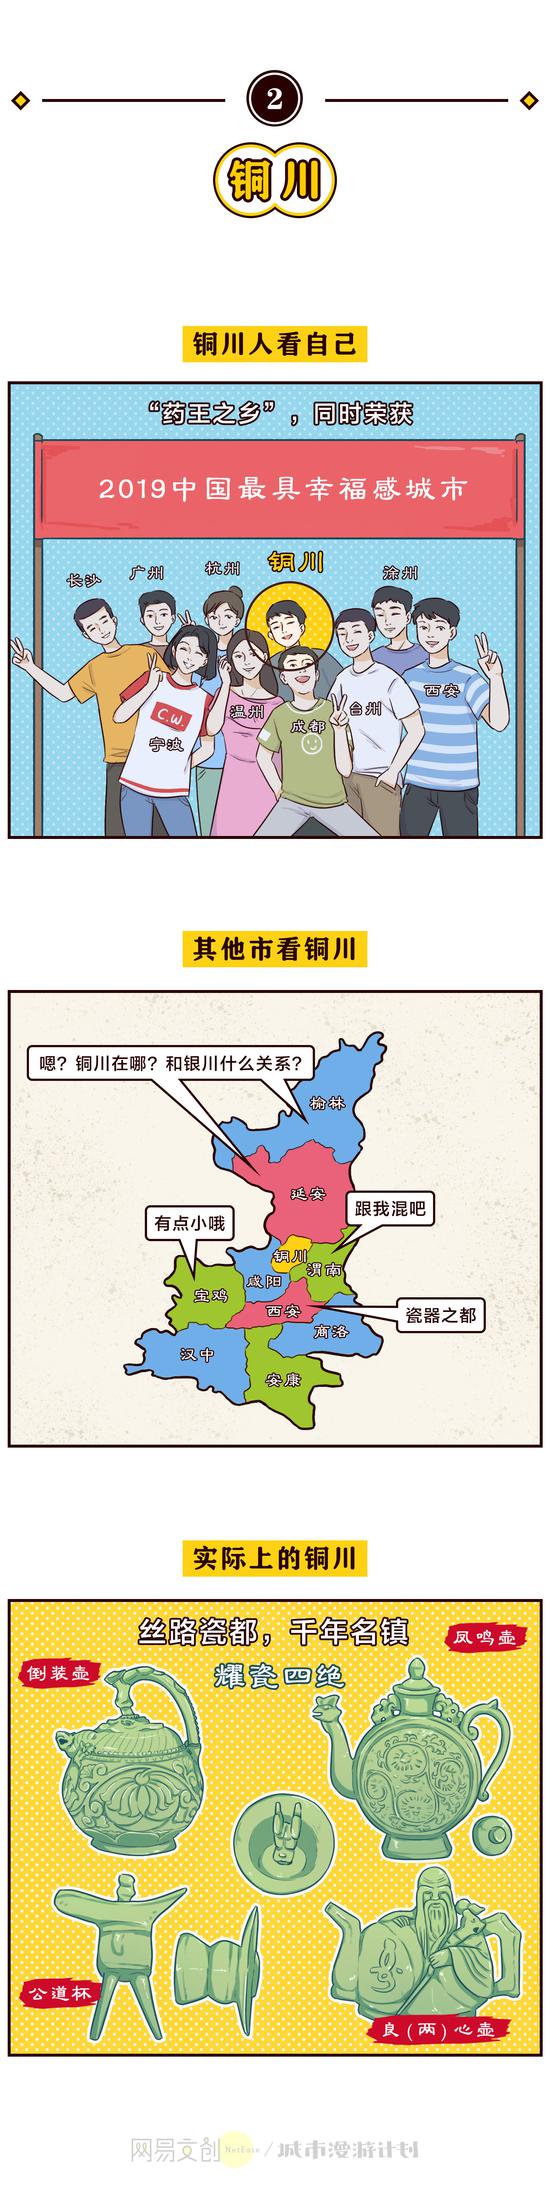 2
铜川
铜川人看自己
“药王之乡”，同时荣获
2019中国最具幸福感城市
铜川
长沙
广州
杭州
涂州
西安
温州
成都
台州
C.W.
宁波
其他市看铜川
嗯？铜川在哪？和银川什么关系？
榆林
延安
有点小哦
跟我混吧
铜川
渭南
咸阳
宝鸡
西安
瓷器之都
商洛
汉中
安康
实际上的铜川
丝路瓷都，千年名镇
凤鸣壶
倒装壶
耀瓷四绝
公道杯
良(两)心壶
网易文创 NetEase / 城市漫游计划